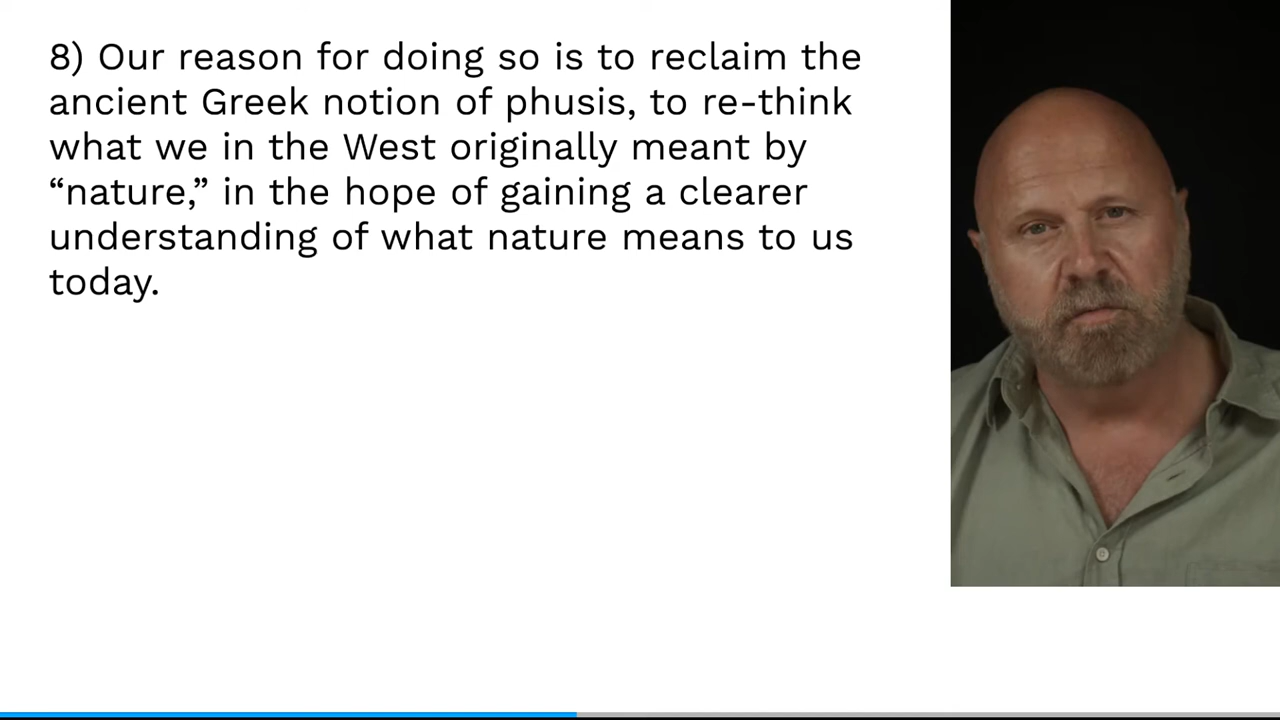 8) Our reason for doing so is to reclaim the
ancient Greek notion of phusis, to re-think
what we in the West originally meant by
“nature,” in the hope of gaining a clearer
understanding of what nature means to us
today.